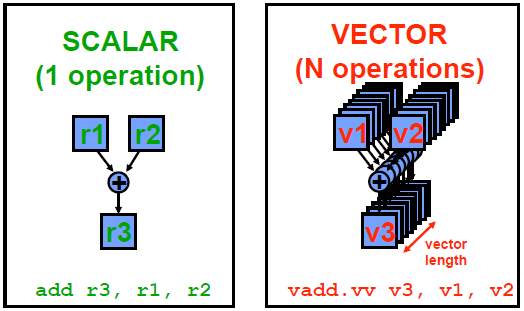 SCALAR
(1 operation)
r1 r2
+
r3
add r3, r1, r2
VECTOR
(N operations)
v1 v2
+
v3
vector
length
vadd.vv v3, v1, v2